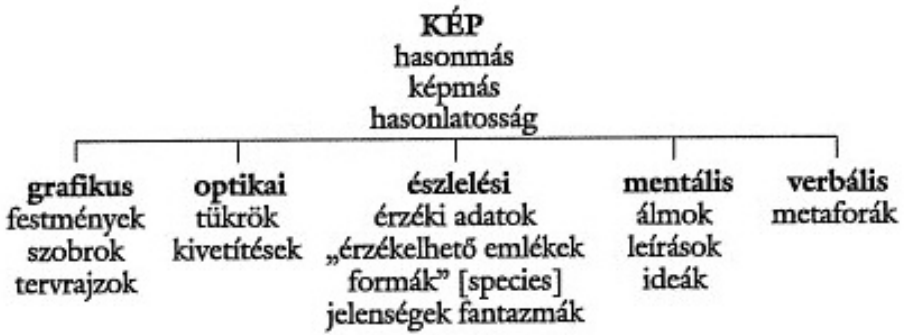 KÉP
hasonmás
képmás
hasonlatosság
grafikus
festmények
szobrok
tervrajzok
optikai
tükrök
kivetítések
észlelési
érzéki adatok
„érzékelhető emlékek
formák” [species]
jelenségek fantazmák
mentális
álmok
leírások
ideák
verbális
metaforák